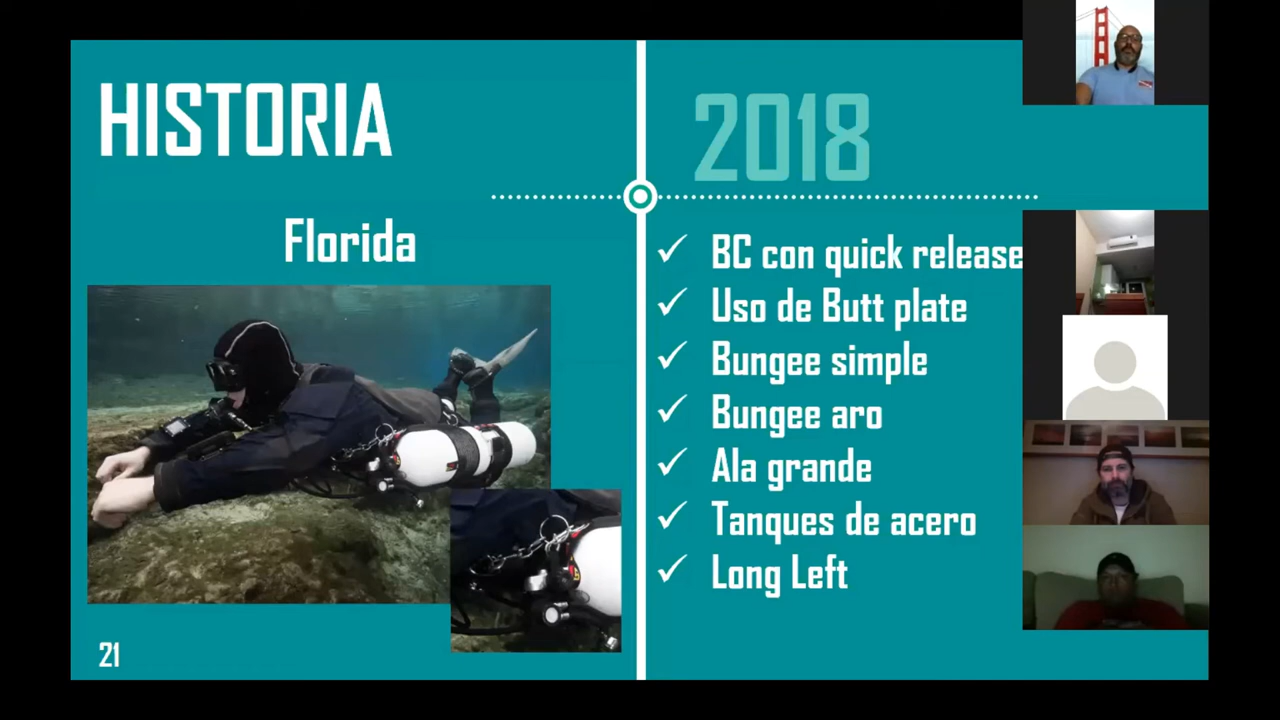 HISTORIA
Florida
21
2018
✓ BC con quick release
✓ Uso de Butt plate
✓ Bungee simple
✓ Bungee aro
✓ Ala grande
✓ Tanques de acero
✓ Long Left